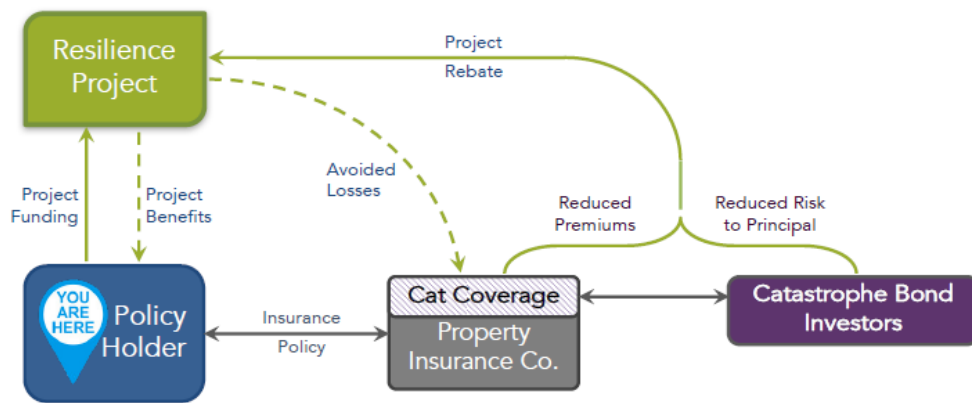 Resilience
Project
Project
Rebate
Avoided
Losses
Project
Funding
Project
Benefits
Reduced
Premiums
Reduced Risk
to Principal
YOU
ARE
HERE
Policy
Holder
Insurance
Policy
Cat Coverage
Property
Insurance Co.
Catastrophe Bond
Investors